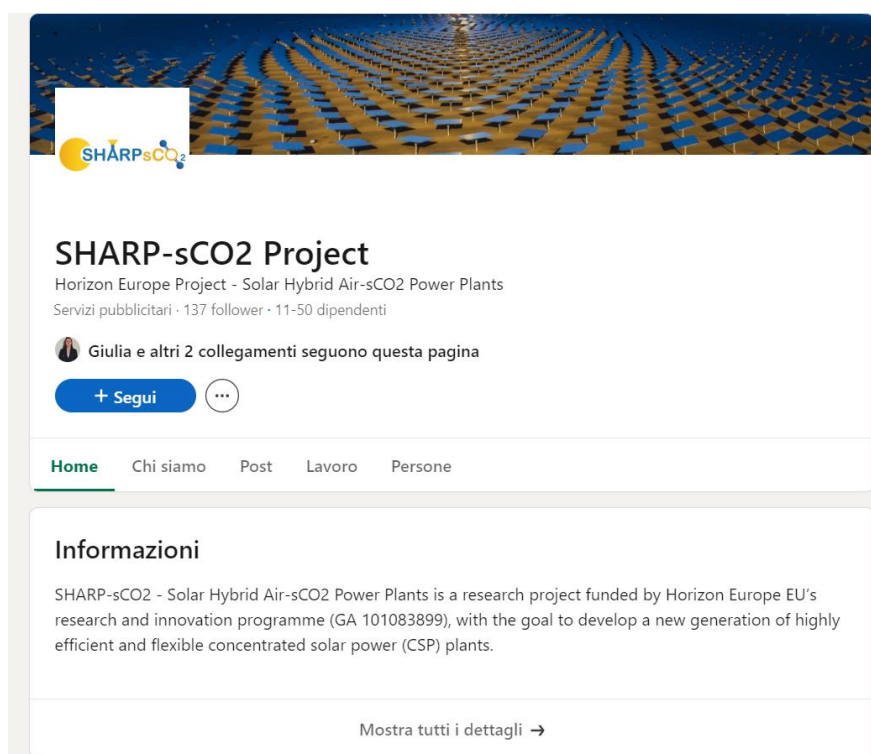 SHARPsCO2
SHARP-sCO2 Project
Horizon Europe Project - Solar Hybrid Air-sCO2 Power Plants
Servizi pubblicitari · 137 follower · 11-50 dipendenti
Giulia e altri 2 collegamenti seguono questa pagina
+ Segui
Home Chi siamo Post Lavoro Persone
Informazioni
SHARP-sCO2 - Solar Hybrid Air-sCO2 Power Plants is a research project funded by Horizon Europe EU's
research and innovation programme (GA 101083899), with the goal to develop a new generation of highly
efficient and flexible concentrated solar power (CSP) plants.
Mostra tutti i dettagli →